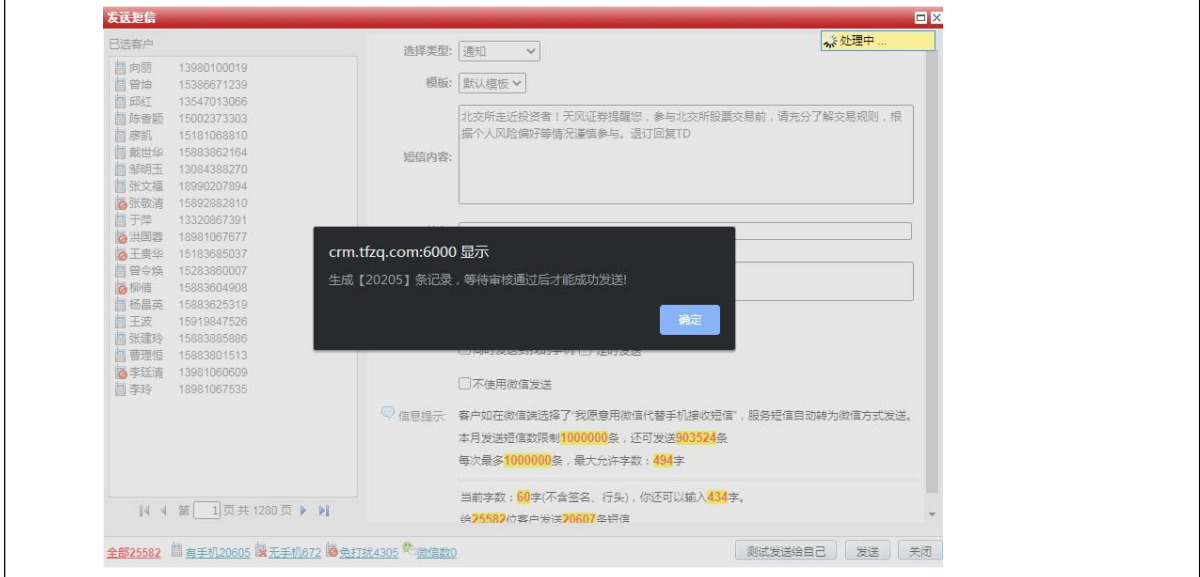 发送短信
处理中 ...
已选客户
向丽 13980100019
曾坤 15386671239
邱红 13547013066
陈香颖 15002373303
廖凯 15181068810
戴世华 15883862164
邹明玉 13084388270
张文福 18990207894
张敬清 15892882810
于萍 13320867391
洪国蓉 18981067677
王贵华 15183685037
曾令焕 15283860007
柳倩 15883604908
杨昌英 15883625319
王波 15919847526
张建玲 15883885886
曹理恒 15883801513
李廷清 13981060609
李玲 18981067535
第 1 页 共 1280 页
选择类型: 通知
模板: 默认模板
短信内容:
北交所走近投资者！天风证券提醒您，参与北交所股票交易前，请充分了解交易规则，根
据个人风险偏好等情况谨慎参与。退订回复TD
crm.tfzq.com:6000 显示
生成【20205】条记录，等待审核通过后才能成功发送!
确定
同时发送到我的手机 定时发送
不使用微信发送
信息提示: 客户如在微信端选择了“我愿意用微信代替手机接收短信”，服务短信自动转为微信方式发送。
本月发送短信数限制1000000条，还可发送903524条
每次最多1000000条，最大允许字数：494字
当前字数：60字(不含签名、行头)，你还可以输入434字。
给25582位客户发送20607条短信
全部25582 有手机20605 无手机672 免打扰4305 微信数0
测试发送给自己 发送 关闭